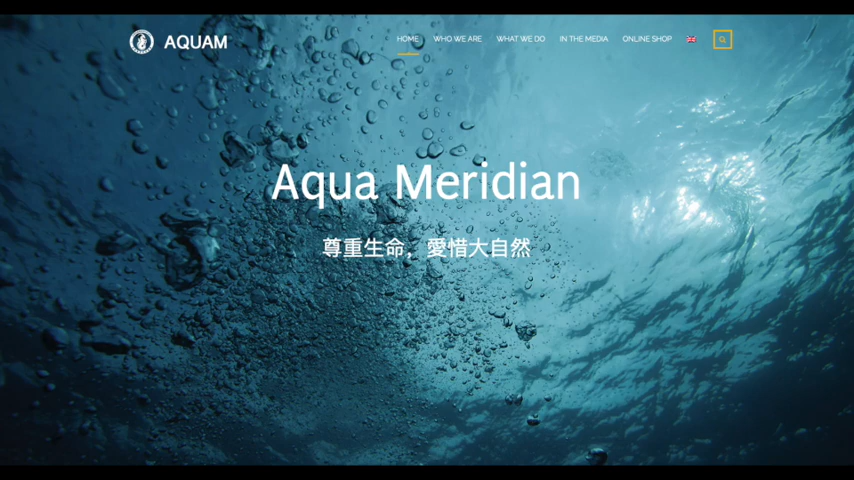 AQUAM
HOME WHO WE ARE WHAT WE DO IN THE MEDIA ONLINE SHOP
Aqua Meridian
尊重生命，愛惜大自然